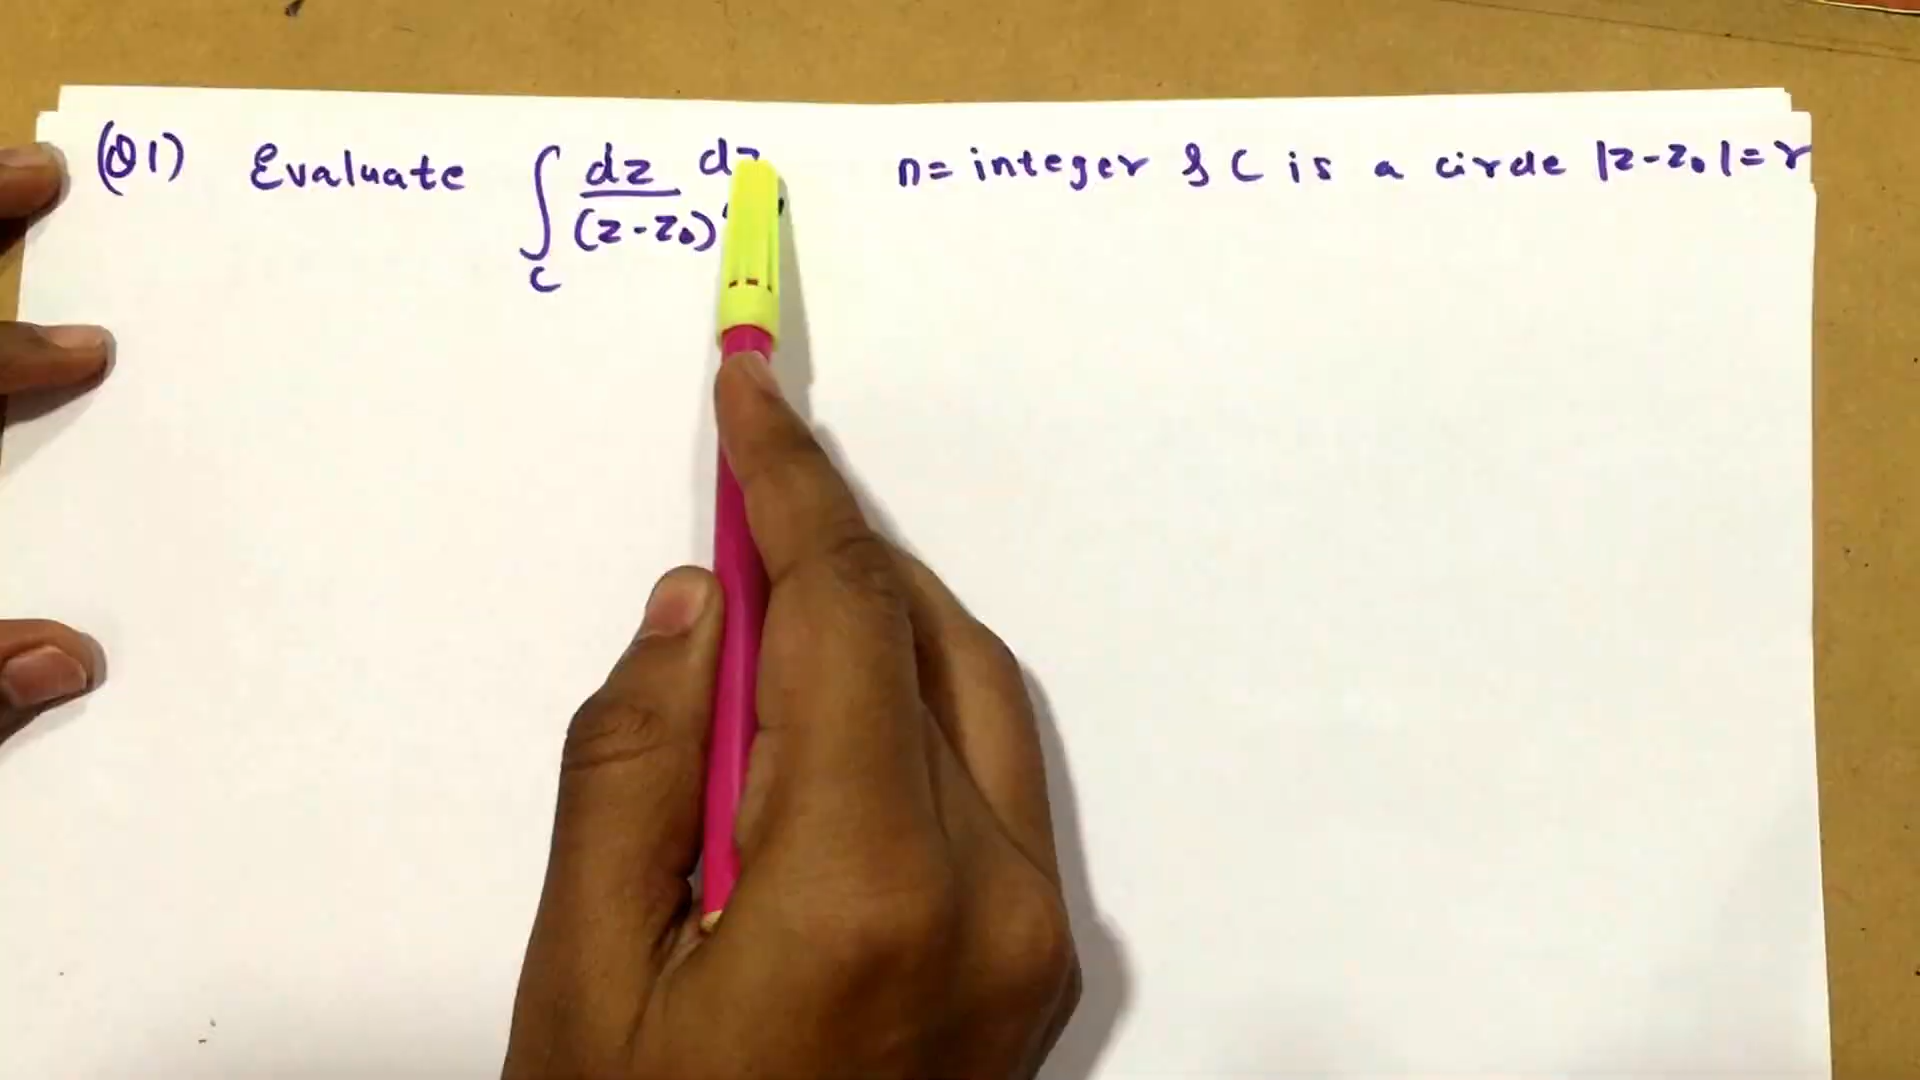 (Q1) Evaluate ∫_C dz/(z-z₀) n = integer & C is a circle |z-z₀|=r